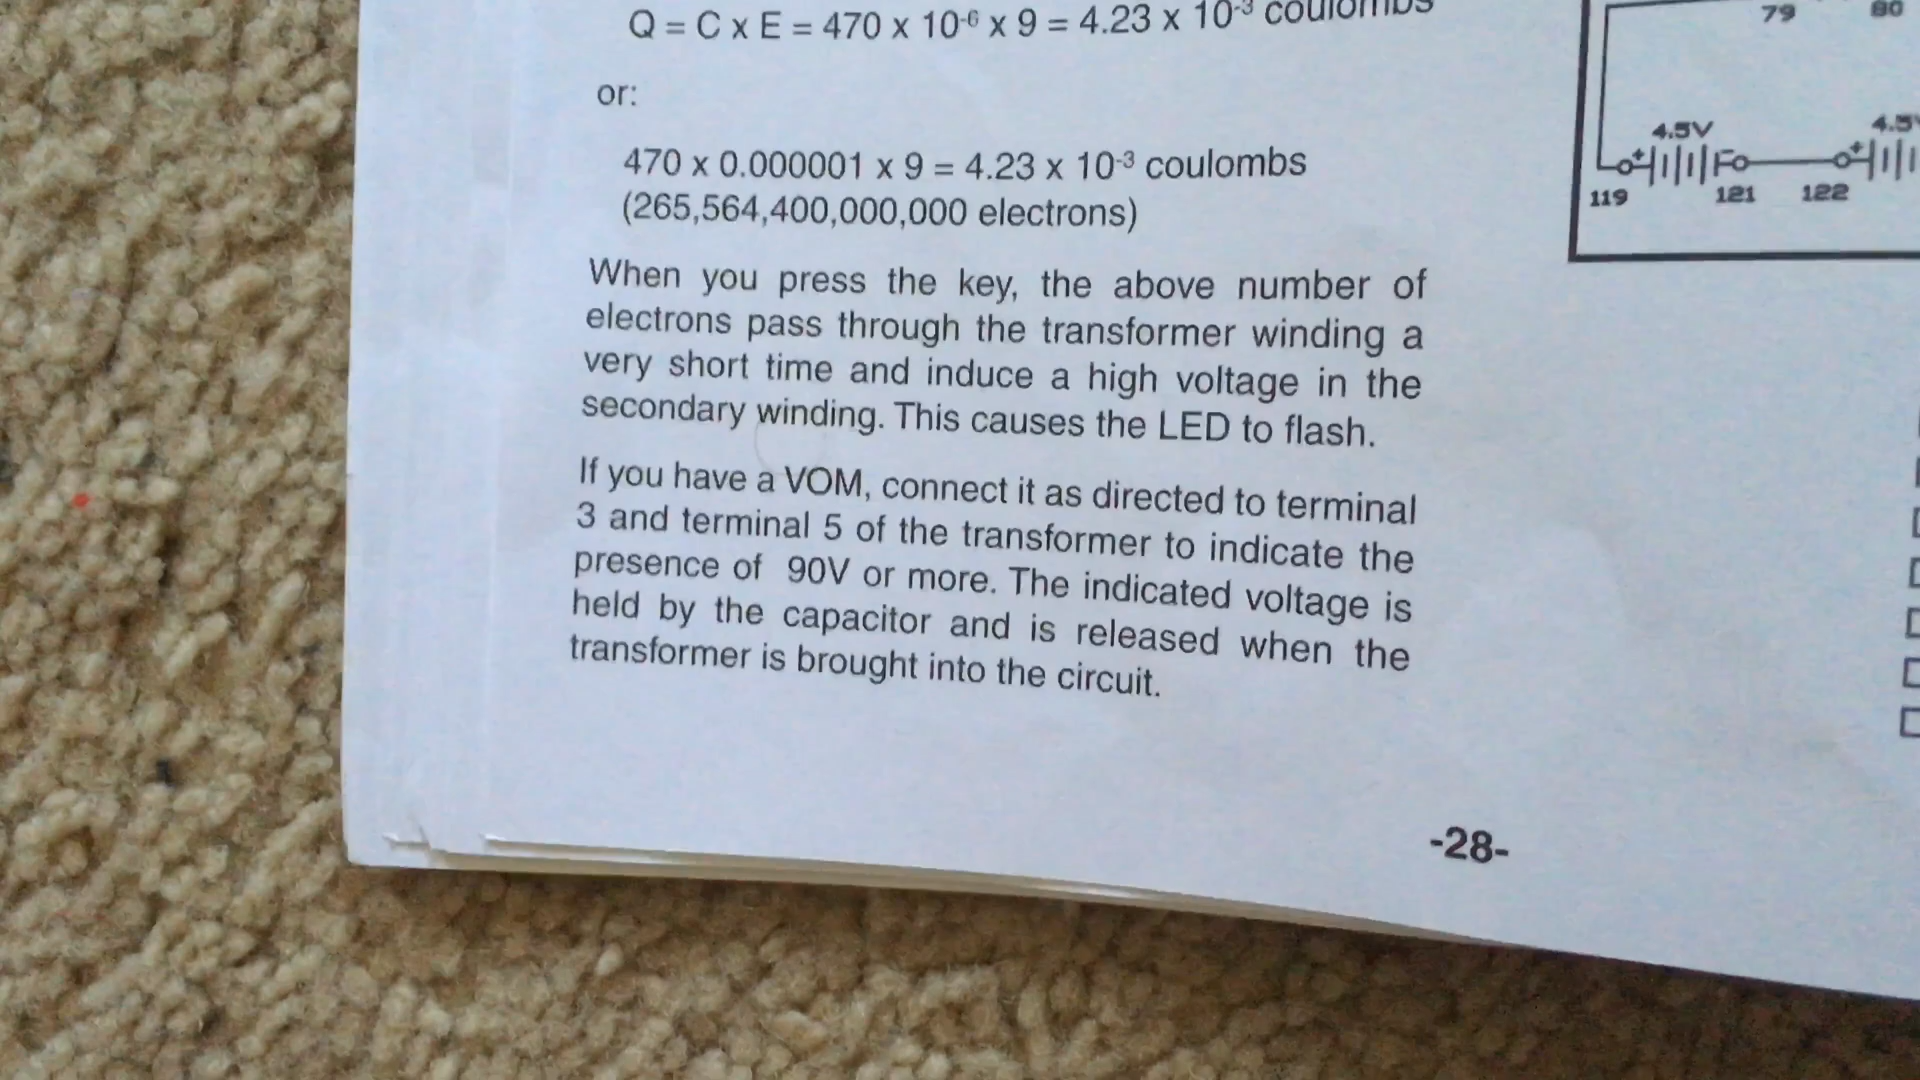 Q = C x E = 470 x 10-6 x 9 = 4.23 x 10-3 coulombs
or:
470 x 0.000001 x 9 = 4.23 x 10-3 coulombs
(265,564,400,000,000 electrons)
When you press the key, the above number of
electrons pass through the transformer winding a
very short time and induce a high voltage in the
secondary winding. This causes the LED to flash.
If you have a VOM, connect it as directed to terminal
3 and terminal 5 of the transformer to indicate the
presence of 90V or more. The indicated voltage is
held by the capacitor and is released when the
transformer is brought into the circuit.
-28-
79 80
4.5V 4.5
119 121 122